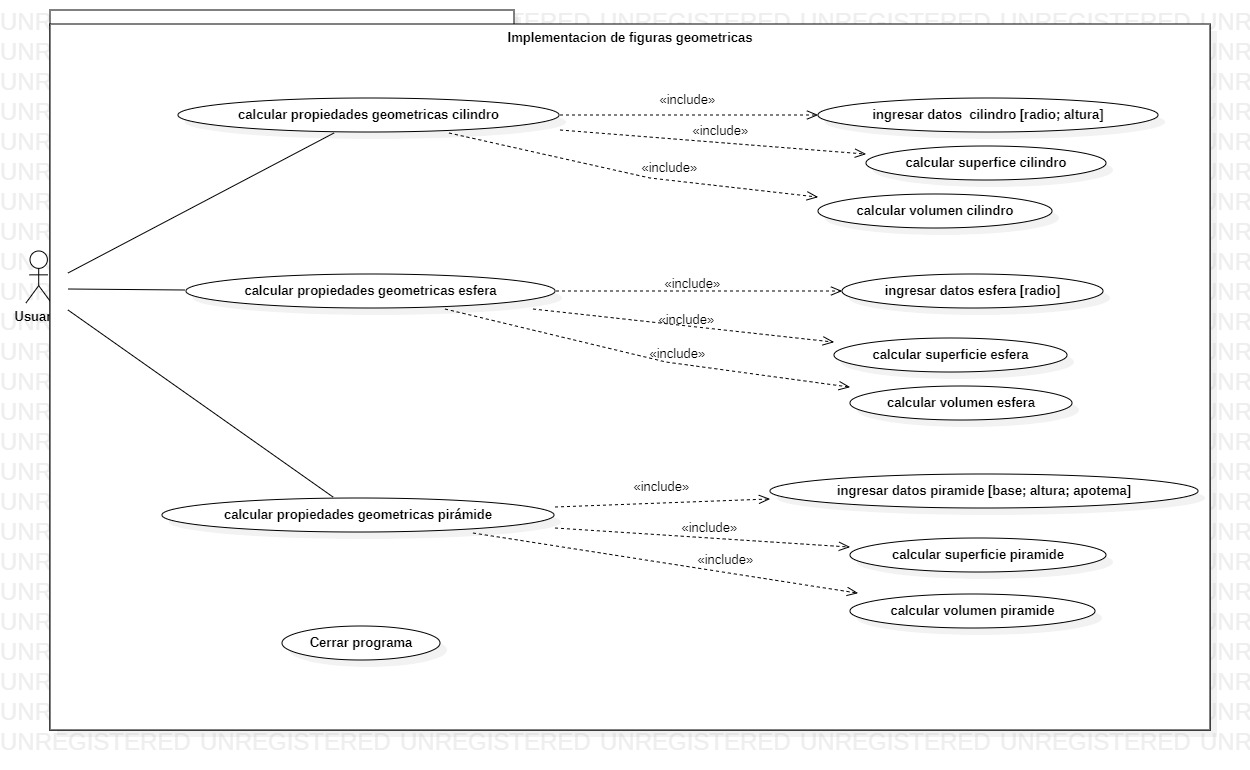 Implementacion de figuras geometricas
calcular propiedades geometricas cilindro
«include»
ingresar datos  cilindro [radio; altura]
«include»
calcular superfice cilindro
«include»
calcular volumen cilindro
Usuar
calcular propiedades geometricas esfera
«include»
ingresar datos esfera [radio]
«include»
calcular superficie esfera
«include»
calcular volumen esfera
calcular propiedades geometricas pirámide
«include»
ingresar datos piramide [base; altura; apotema]
«include»
calcular superficie piramide
«include»
calcular volumen piramide
Cerrar programa
UNREGISTERED UNREGISTERED UNREGISTERED UNREGISTERED UNREGISTERED UNREGISTERED UNR